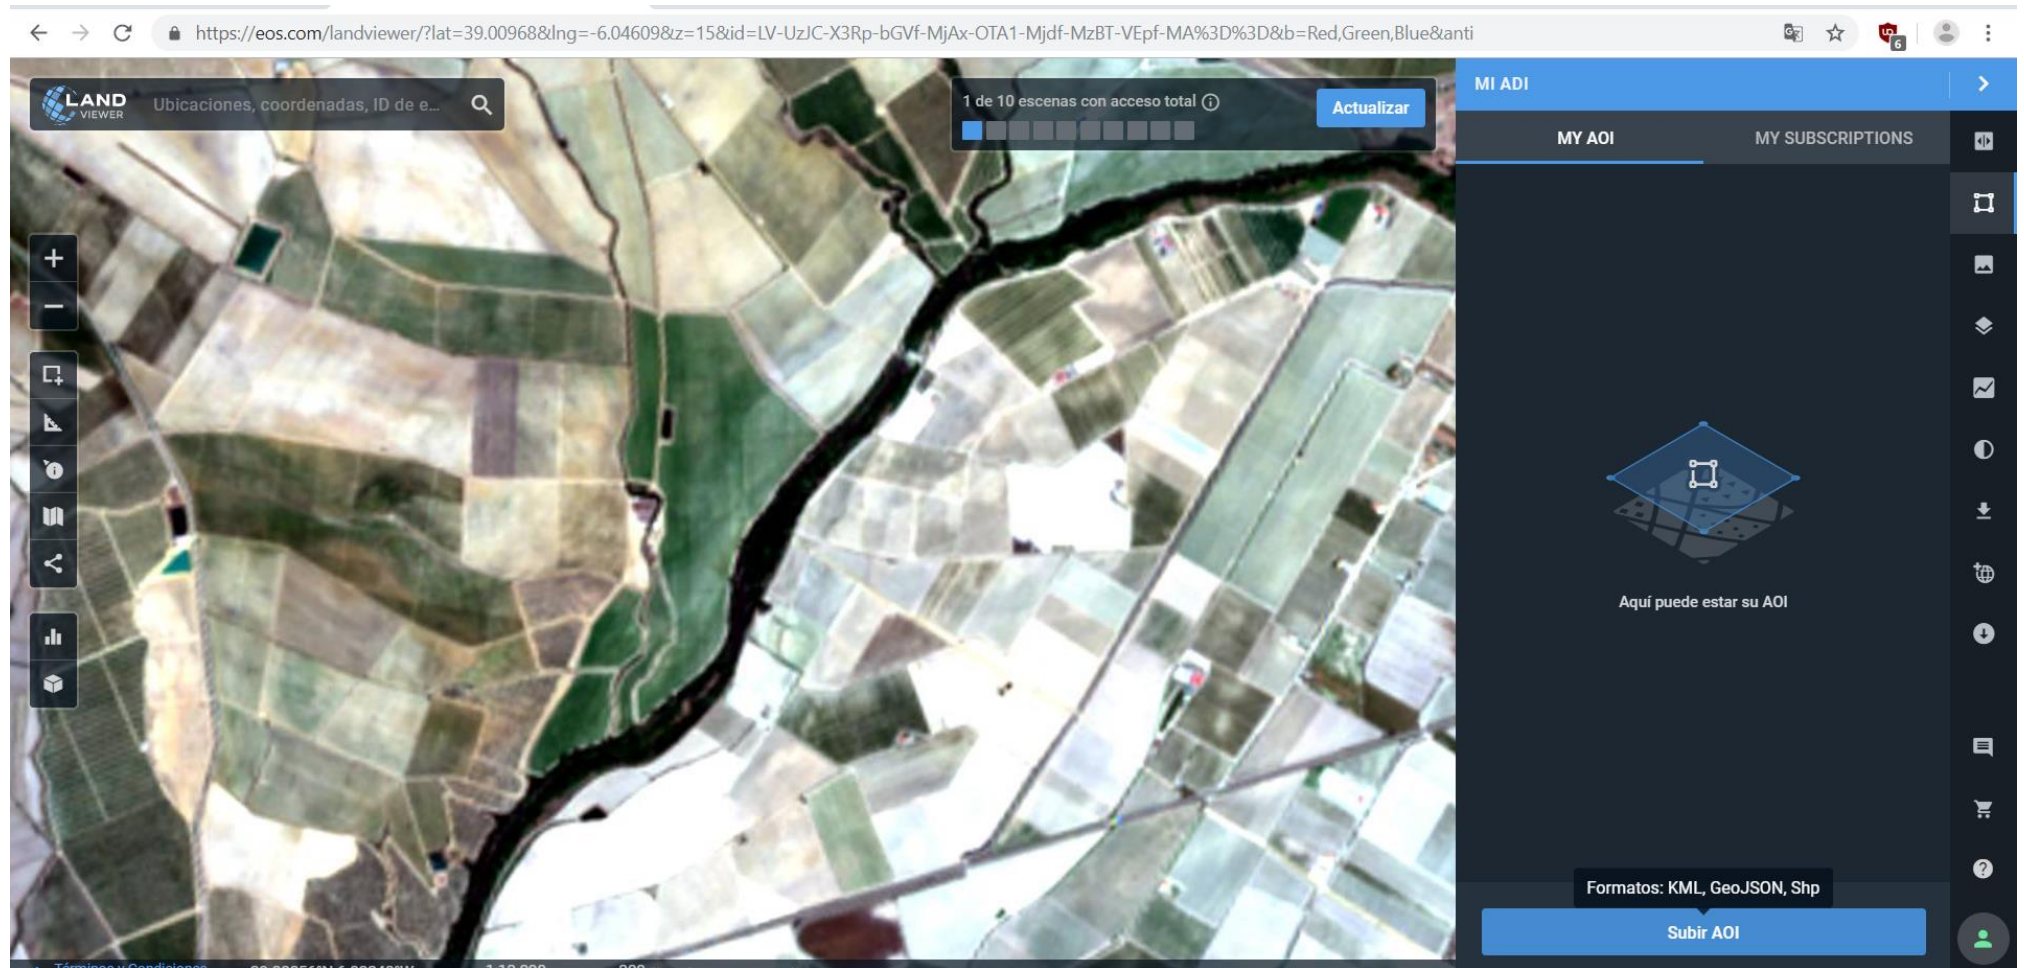 https://eos.com/landviewer/?lat=39.00968&lng=-6.04609&z=15&id=LV-UzJC-X3Rp-bGVf-MjAx-OTA1-Mjdf-MzBT-VEpf-MA%3D%3D&b=Red,Green,Blue&anti
6
LAND
VIEWER
Ubicaciones, coordenadas, ID de e...
1 de 10 escenas con acceso total
Actualizar
MI ADI
MY AOI
MY SUBSCRIPTIONS
Aquí puede estar su AOI
Formatos: KML, GeoJSON, Shp
Subir AOI
Términos y Condiciones